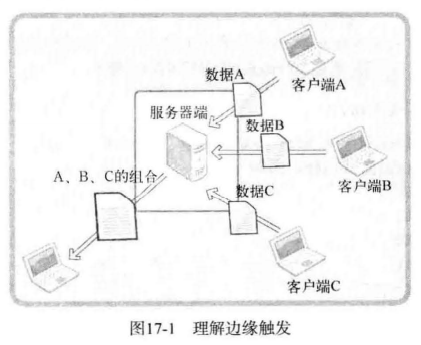 数据A
客户端A
服务器端
数据B
A、B、C的组合
客户端B
数据C
客户端C
图17-1 理解边缘触发